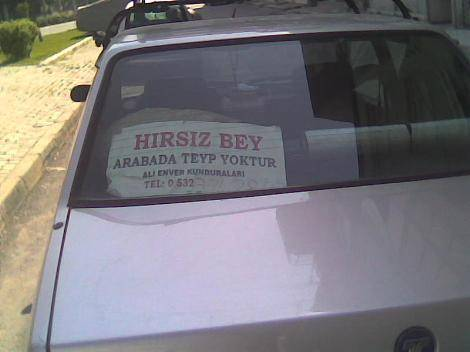 HIRSIZ BEY
ARABADA TEYP YOKTUR
ALI ENVER KUNDURALARI
TEL: 0 532